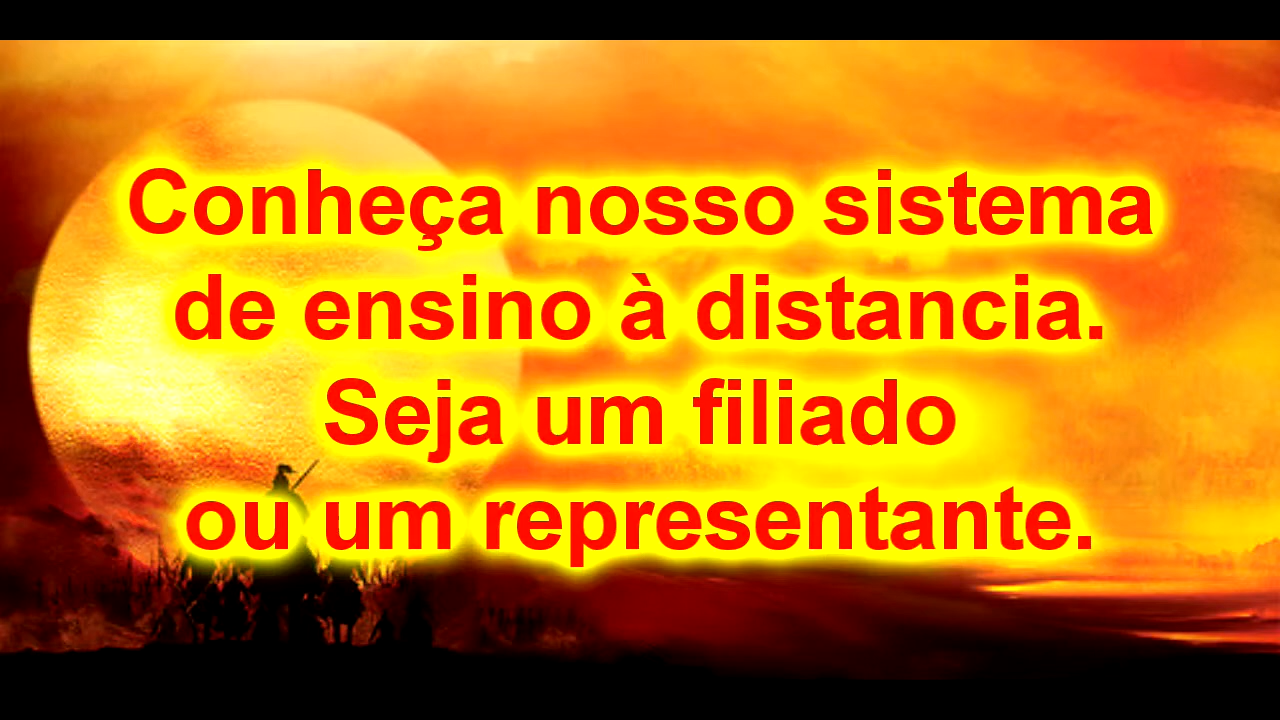 Conheça nosso sistema
de ensino à distancia.
Seja um filiado
ou um representante.